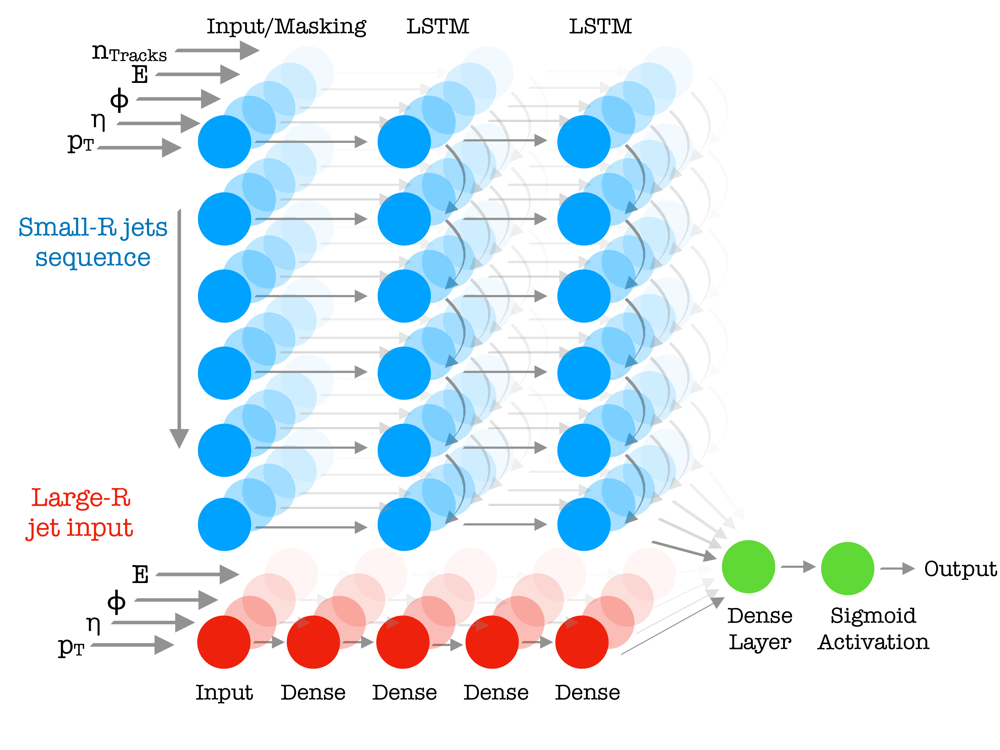 Input/Masking
LSTM
LSTM
nTracks
E
ϕ
η
pT
Small-R jets
sequence
Large-R
jet input
E
ϕ
η
pT
Output
Dense
Layer
Sigmoid
Activation
Input
Dense
Dense
Dense
Dense